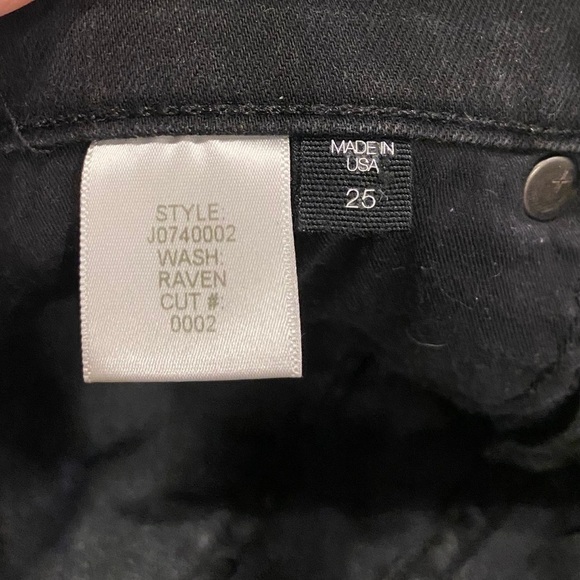 STYLE:
J0740002
WASH:
RAVEN
CUT #:
0002
MADE IN
USA
25